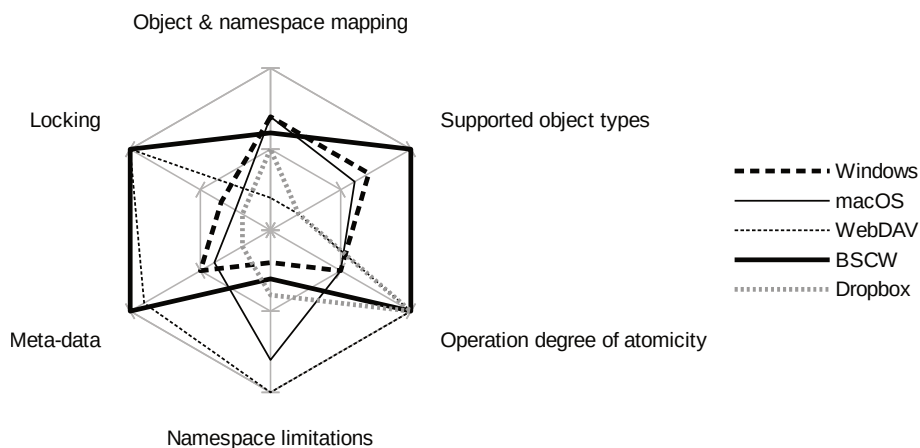 Object & namespace mapping
Locking
Supported object types
Windows
macOS
WebDAV
BSCW
Dropbox
Meta-data
Operation degree of atomicity
Namespace limitations